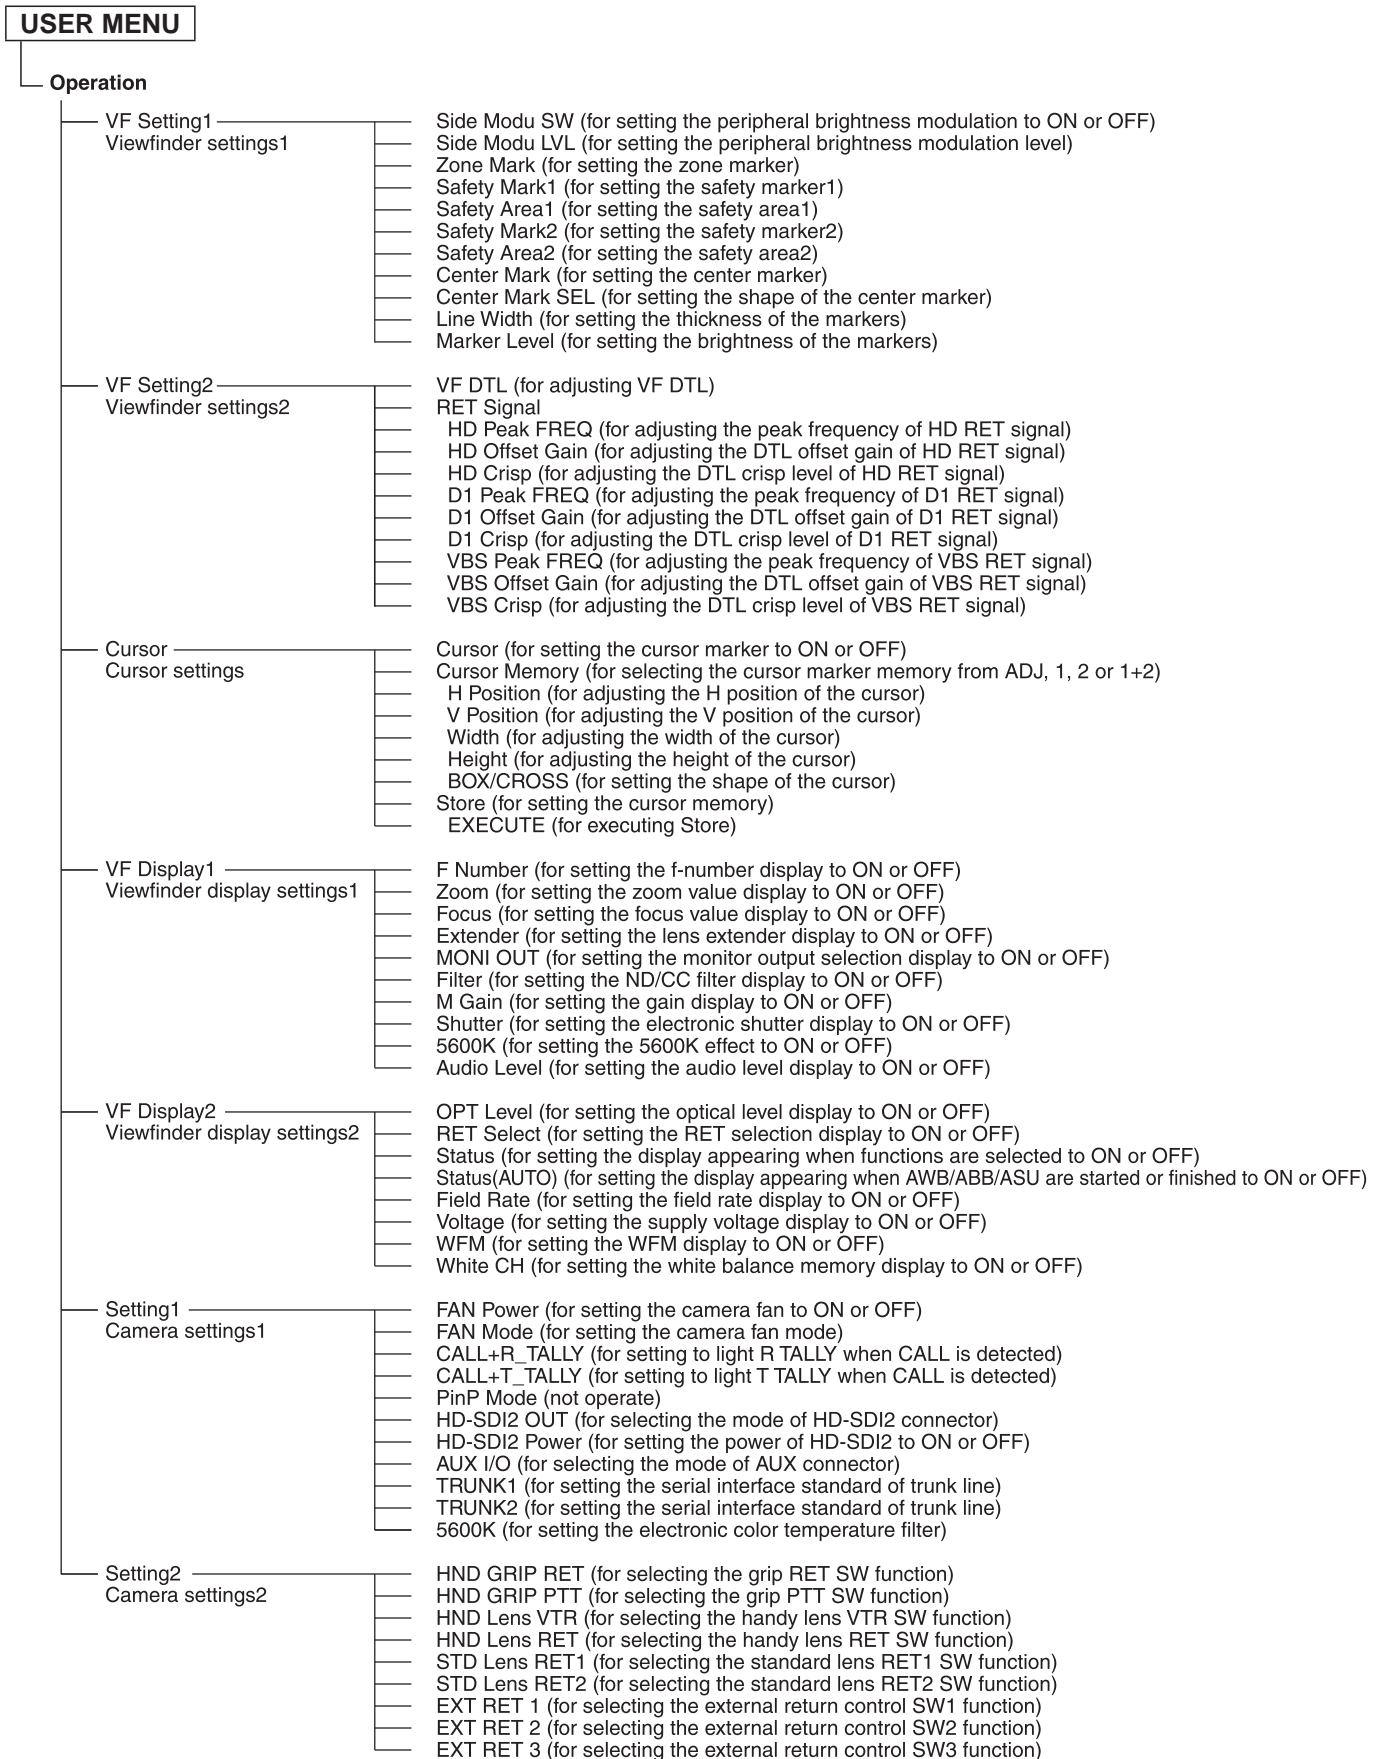 USER MENU
Operation
VF Setting1
Viewfinder settings1
Side Modu SW (for setting the peripheral brightness modulation to ON or OFF)
Side Modu LVL (for setting the peripheral brightness modulation level)
Zone Mark (for setting the zone marker)
Safety Mark1 (for setting the safety marker1)
Safety Area1 (for setting the safety area1)
Safety Mark2 (for setting the safety marker2)
Safety Area2 (for setting the safety area2)
Center Mark (for setting the center marker)
Center Mark SEL (for setting the shape of the center marker)
Line Width (for setting the thickness of the markers)
Marker Level (for setting the brightness of the markers)
VF Setting2
Viewfinder settings2
VF DTL (for adjusting VF DTL)
RET Signal
HD Peak FREQ (for adjusting the peak frequency of HD RET signal)
HD Offset Gain (for adjusting the DTL offset gain of HD RET signal)
HD Crisp (for adjusting the DTL crisp level of HD RET signal)
D1 Peak FREQ (for adjusting the peak frequency of D1 RET signal)
D1 Offset Gain (for adjusting the DTL offset gain of D1 RET signal)
D1 Crisp (for adjusting the DTL crisp level of D1 RET signal)
VBS Peak FREQ (for adjusting the peak frequency of VBS RET signal)
VBS Offset Gain (for adjusting the DTL offset gain of VBS RET signal)
VBS Crisp (for adjusting the DTL crisp level of VBS RET signal)
Cursor
Cursor settings
Cursor (for setting the cursor marker to ON or OFF)
Cursor Memory (for selecting the cursor marker memory from ADJ, 1, 2 or 1+2)
H Position (for adjusting the H position of the cursor)
V Position (for adjusting the V position of the cursor)
Width (for adjusting the width of the cursor)
Height (for adjusting the height of the cursor)
BOX/CROSS (for setting the shape of the cursor)
Store (for setting the cursor memory)
EXECUTE (for executing Store)
VF Display1
Viewfinder display settings1
F Number (for setting the f-number display to ON or OFF)
Zoom (for setting the zoom value display to ON or OFF)
Focus (for setting the focus value display to ON or OFF)
Extender (for setting the lens extender display to ON or OFF)
MONI OUT (for setting the monitor output selection display to ON or OFF)
Filter (for setting the ND/CC filter display to ON or OFF)
M Gain (for setting the gain display to ON or OFF)
Shutter (for setting the electronic shutter display to ON or OFF)
5600K (for setting the 5600K effect to ON or OFF)
Audio Level (for setting the audio level display to ON or OFF)
VF Display2
Viewfinder display settings2
OPT Level (for setting the optical level display to ON or OFF)
RET Select (for setting the RET selection display to ON or OFF)
Status (for setting the display appearing when functions are selected to ON or OFF)
Status(AUTO) (for setting the display appearing when AWB/ABB/ASU are started or finished to ON or OFF)
Field Rate (for setting the field rate display to ON or OFF)
Voltage (for setting the supply voltage display to ON or OFF)
WFM (for setting the WFM display to ON or OFF)
White CH (for setting the white balance memory display to ON or OFF)
Setting1
Camera settings1
FAN Power (for setting the camera fan to ON or OFF)
FAN Mode (for setting the camera fan mode)
CALL+R_TALLY (for setting to light R TALLY when CALL is detected)
CALL+T_TALLY (for setting to light T TALLY when CALL is detected)
PinP Mode (not operate)
HD-SDI2 OUT (for selecting the mode of HD-SDI2 connector)
HD-SDI2 Power (for setting the power of HD-SDI2 to ON or OFF)
AUX I/O (for selecting the mode of AUX connector)
TRUNK1 (for setting the serial interface standard of trunk line)
TRUNK2 (for setting the serial interface standard of trunk line)
5600K (for setting the electronic color temperature filter)
Setting2
Camera settings2
HND GRIP RET (for selecting the grip RET SW function)
HND GRIP PTT (for selecting the grip PTT SW function)
HND Lens VTR (for selecting the handy lens VTR SW function)
HND Lens RET (for selecting the handy lens RET SW function)
STD Lens RET1 (for selecting the standard lens RET1 SW function)
STD Lens RET2 (for selecting the standard lens RET2 SW function)
EXT RET 1 (for selecting the external return control SW1 function)
EXT RET 2 (for selecting the external return control SW2 function)
EXT RET 3 (for selecting the external return control SW3 function)